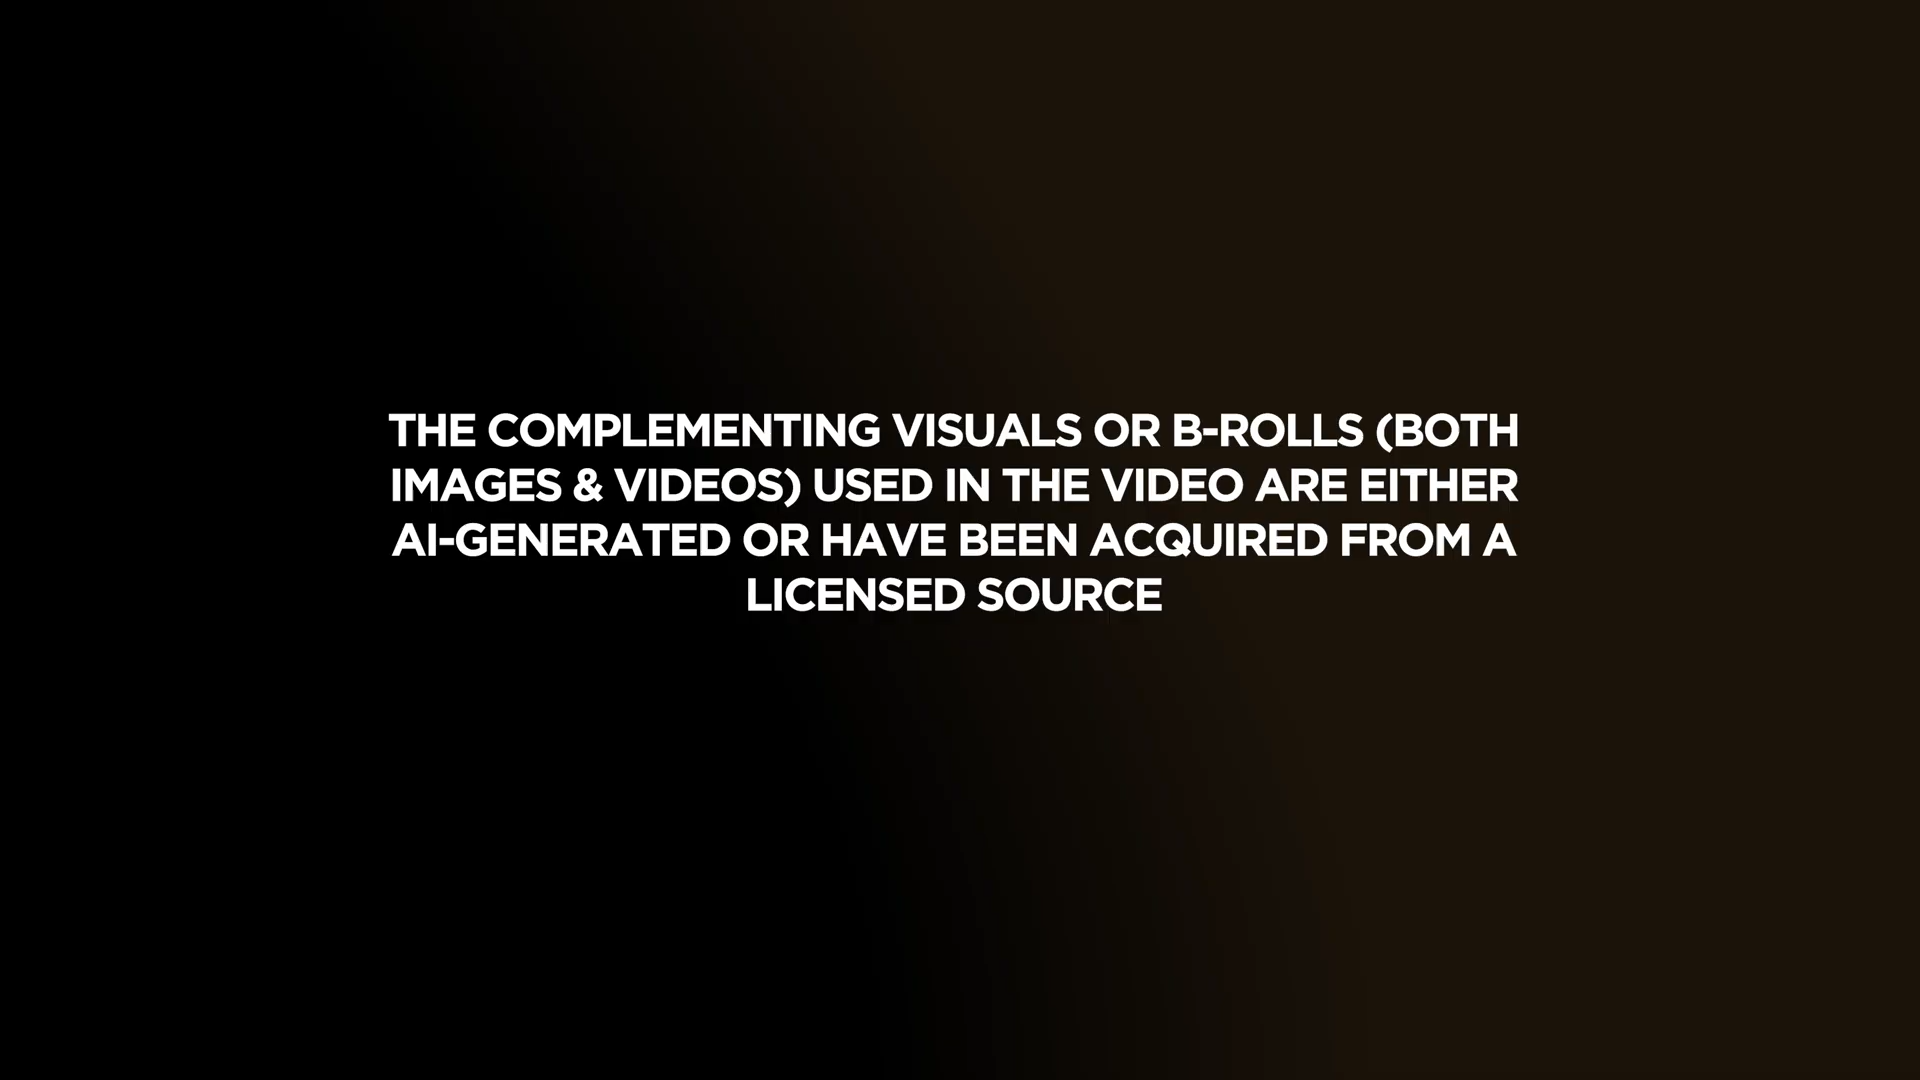 THE COMPLEMENTING VISUALS OR B-ROLLS (BOTH
IMAGES & VIDEOS) USED IN THE VIDEO ARE EITHER
AI-GENERATED OR HAVE BEEN ACQUIRED FROM A
LICENSED SOURCE